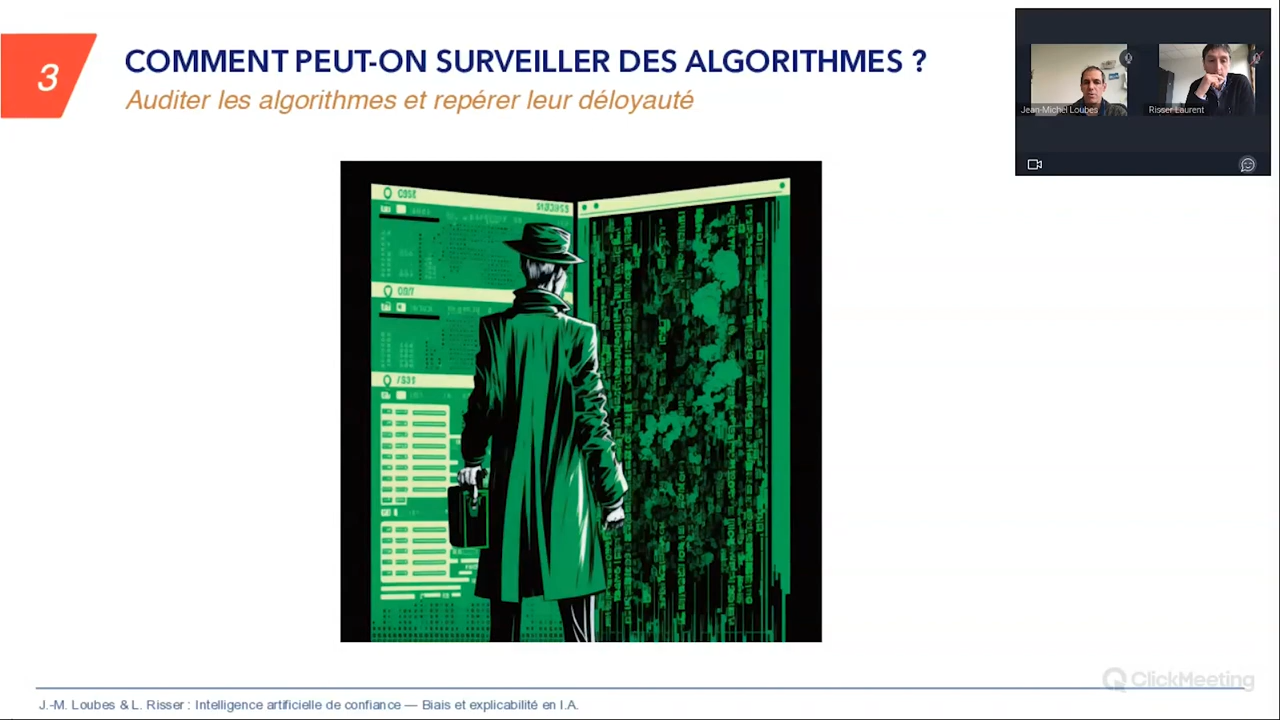 3
COMMENT PEUT-ON SURVEILLER DES ALGORITHMES ?
Auditer les algorithmes et repérer leur déloyauté
Jean-Michel Loubes
Risser Laurent
ClickMeeting
J.-M. Loubes & L. Risser : Intelligence artificielle de confiance — Biais et explicabilité en I.A.